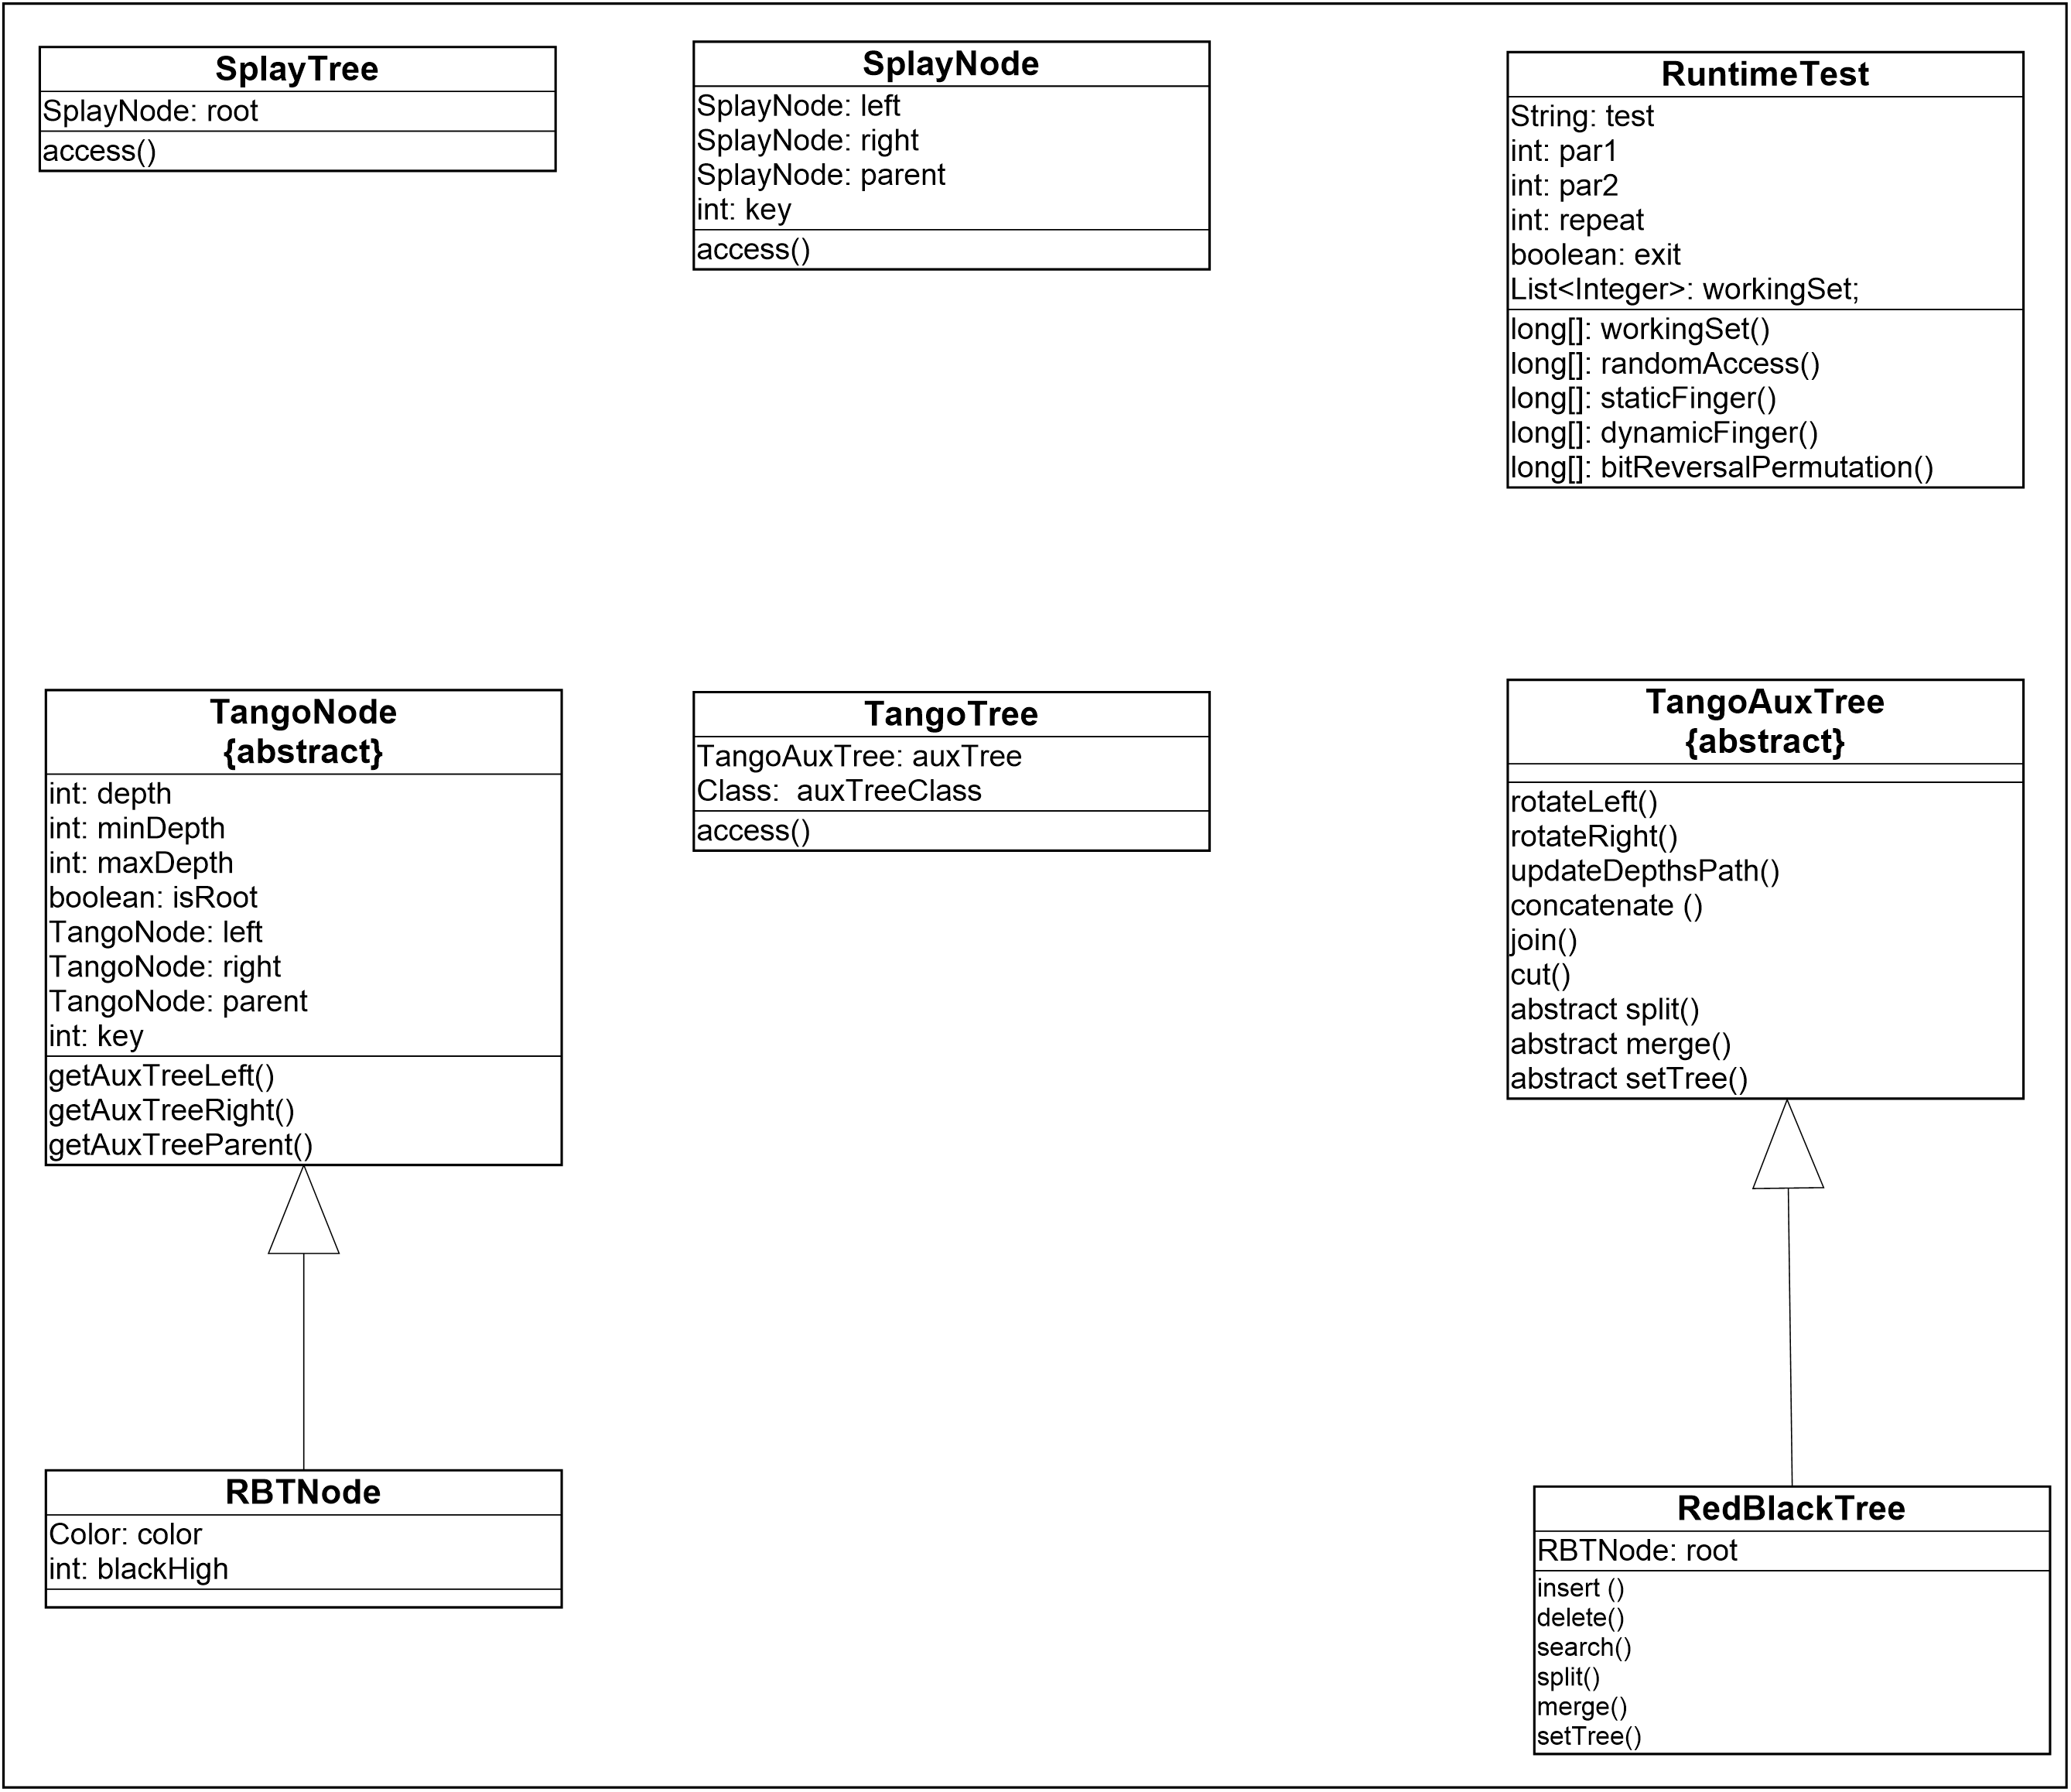 SplayTree
SplayNode: root
access()
SplayNode
SplayNode: left
SplayNode: right
SplayNode: parent
int: key
access()
RuntimeTest
String: test
int: par1
int: par2
int: repeat
boolean: exit
List<Integer>: workingSet;
long[]: workingSet()
long[]: randomAccess()
long[]: staticFinger()
long[]: dynamicFinger()
long[]: bitReversalPermutation()
TangoNode
{abstract}
int: depth
int: minDepth
int: maxDepth
boolean: isRoot
TangoNode: left
TangoNode: right
TangoNode: parent
int: key
getAuxTreeLeft()
getAuxTreeRight()
getAuxTreeParent()
TangoTree
TangoAuxTree: auxTree
Class:  auxTreeClass
access()
TangoAuxTree
{abstract}
rotateLeft()
rotateRight()
updateDepthsPath()
concatenate ()
join()
cut()
abstract split()
abstract merge()
abstract setTree()
RBTNode
Color: color
int: blackHigh
RedBlackTree
RBTNode: root
insert ()
delete()
search()
split()
merge()
setTree()